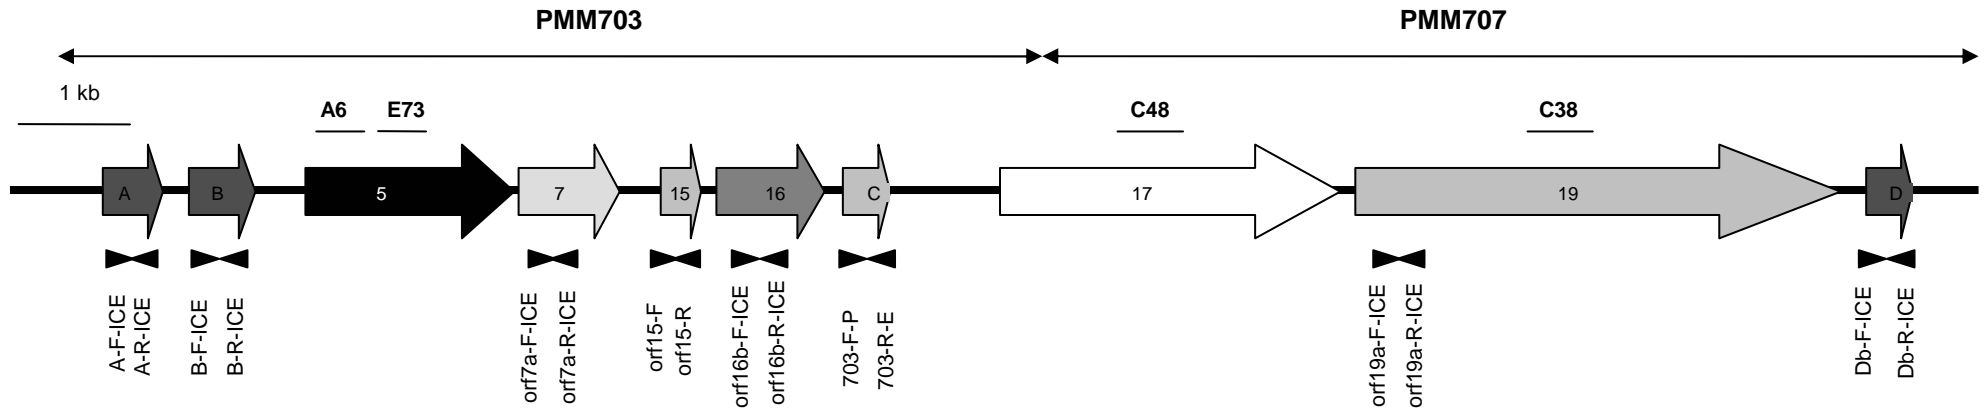 PMM703 PMM707
1 kb
A6 E73 C48 C38
A B 5 7 15 16 C 17 19 D
A-F-ICE
A-R-ICE
B-F-ICE
B-R-ICE
orf7a-F-ICE
orf7a-R-ICE
orf15-F
orf15-R
orf16b-F-ICE
orf16b-R-ICE
703-F-P
703-R-E
orf19a-F-ICE
orf19a-R-ICE
Db-F-ICE
Db-R-ICE